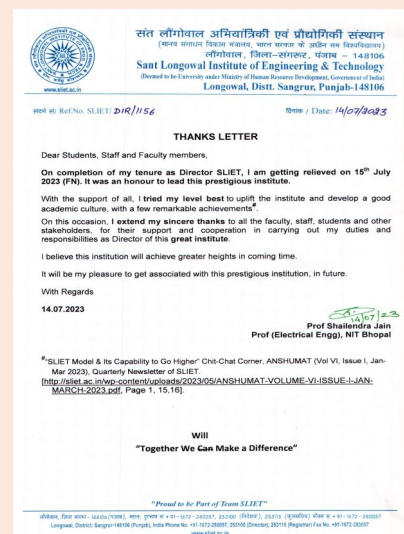 संत लौंगोवाल अभियांत्रिकी एवं प्रौद्योगिकी संस्थान
(मानव संसाधन विकास मंत्रालय, भारत सरकार के अधीन सम विश्वविद्यालय)
लौंगोवाल, जिला-संगरूर, पंजाब - 148106
Sant Longowal Institute of Engineering & Technology
(Deemed to be-University under Ministry of Human Resource Development, Government of India)
Longowal, Distt. Sangrur, Punjab-148106
www.sliet.ac.in
संदर्भ सं/ Ref.No. SLIET/ DIR/1156
दिनांक / Date: 14/07/2023
THANKS LETTER
Dear Students, Staff and Faculty members,
On completion of my tenure as Director SLIET, I am getting relieved on 15th July
2023 (FN). It was an honour to lead this prestigious institute.
With the support of all, I tried my level best to uplift the institute and develop a good
academic culture, with a few remarkable achievements#.
On this occasion, I extend my sincere thanks to all the faculty, staff, students and other
stakeholders, for their support and cooperation in carrying out my duties and
responsibilities as Director of this great institute.
I believe this institution will achieve greater heights in coming time.
It will be my pleasure to get associated with this prestigious institution, in future.
With Regards
14.07.2023
14/07/23
Prof Shailendra Jain
Prof (Electrical Engg), NIT Bhopal
#"SLIET Model & Its Capability to Go Higher" Chit-Chat Corner, ANSHUMAT (Vol VI, Issue I, Jan-
Mar 2023), Quarterly Newsletter of SLIET.
[http://sliet.ac.in/wp-content/uploads/2023/05/ANSHUMAT-VOLUME-VI-ISSUE-I-JAN-
MARCH-2023.pdf, Page 1, 15,16].
Will
"Together We Can Make a Difference"
"Proud to be Part of Team SLIET"
Longowal, District: Sangrur-148106 (Punjab), India Phone No. +91-1672-280057, 253100 (Director), 253115 (Registrar) Fax No. +91-1672-280057
www.sliet.ac.in